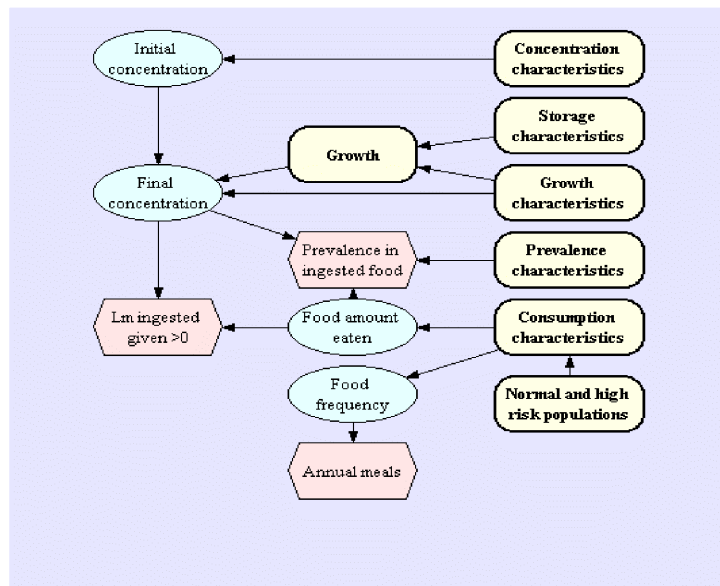 Initial
concentration
Concentration
characteristics
Storage
characteristics
Growth
Final
concentration
Growth
characteristics
Prevalence in
ingested food
Prevalence
characteristics
Lm ingested
given >0
Food amount
eaten
Consumption
characteristics
Food
frequency
Normal and high
risk populations
Annual meals